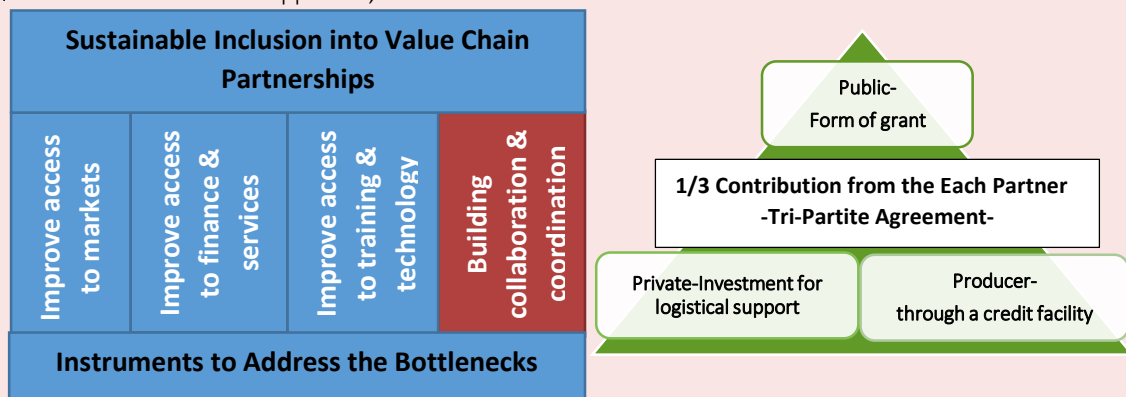 Sustainable Inclusion into Value Chain
Partnerships
Improve access
to markets
Improve access
to finance &
services
Improve access
to training &
technology
Building
collaboration &
coordination
Instruments to Address the Bottlenecks
Public-
Form of grant
1/3 Contribution from the Each Partner
-Tri-Partite Agreement-
Private-Investment for
logistical support
Producer-
through a credit facility